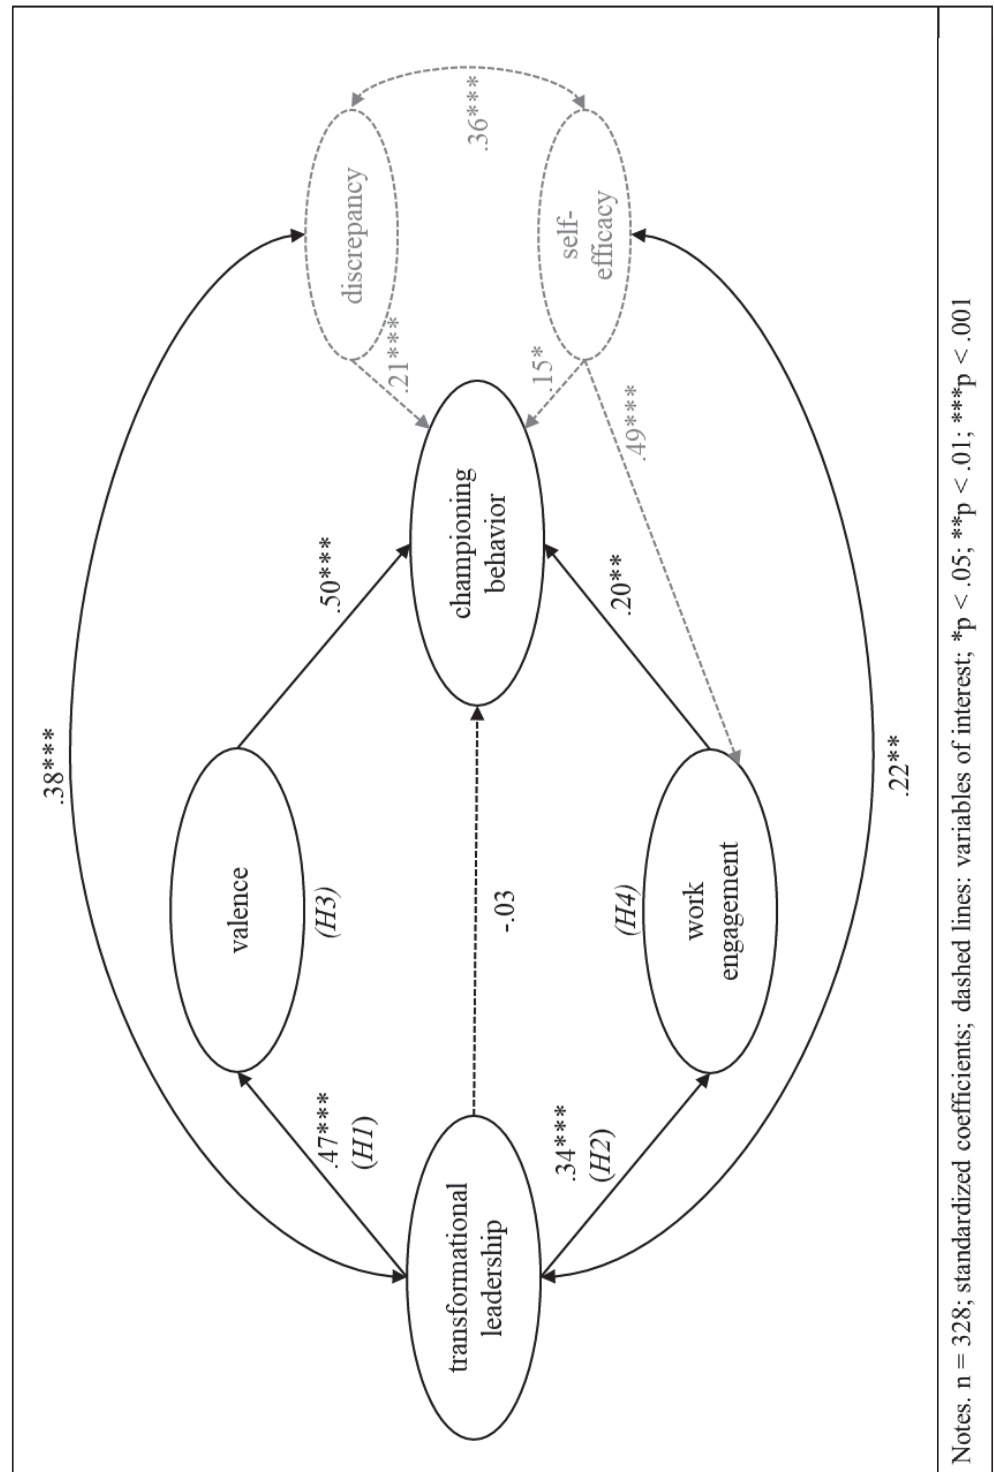 .38***
valence
(H3)
.47***
(H1)
.50***
discrepancy
.21***
.36***
transformational
leadership
-.03
championing
behavior
.15*
self-
efficacy
.34***
(H2)
(H4)
work
engagement
.20**
.49***
.22**
Notes. n = 328; standardized coefficients; dashed lines: variables of interest; *p < .05; **p < .01; ***p < .001